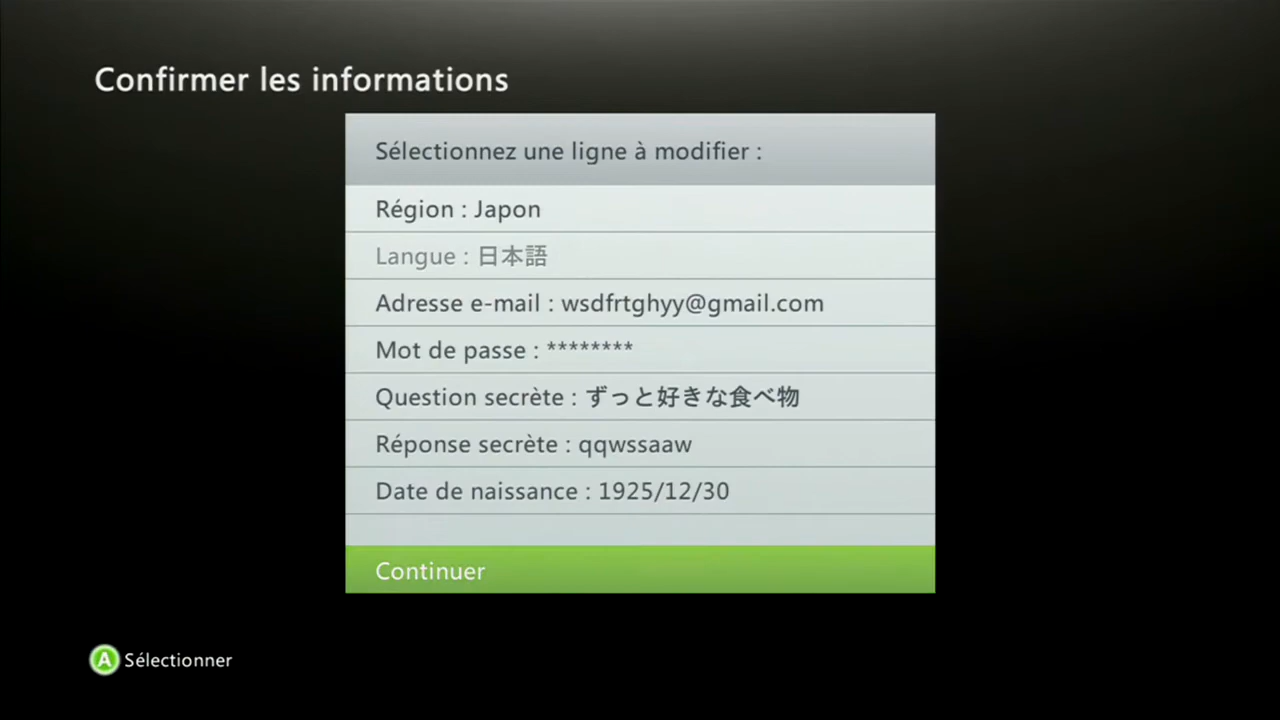 Confirmer les informations
Sélectionnez une ligne à modifier :
Région : Japon
Langue : 日本語
Adresse e-mail : wsdfrtghyy@gmail.com
Mot de passe : ********
Question secrète : ずっと好きな食べ物
Réponse secrète : qqwssaaw
Date de naissance : 1925/12/30
Continuer
A Sélectionner